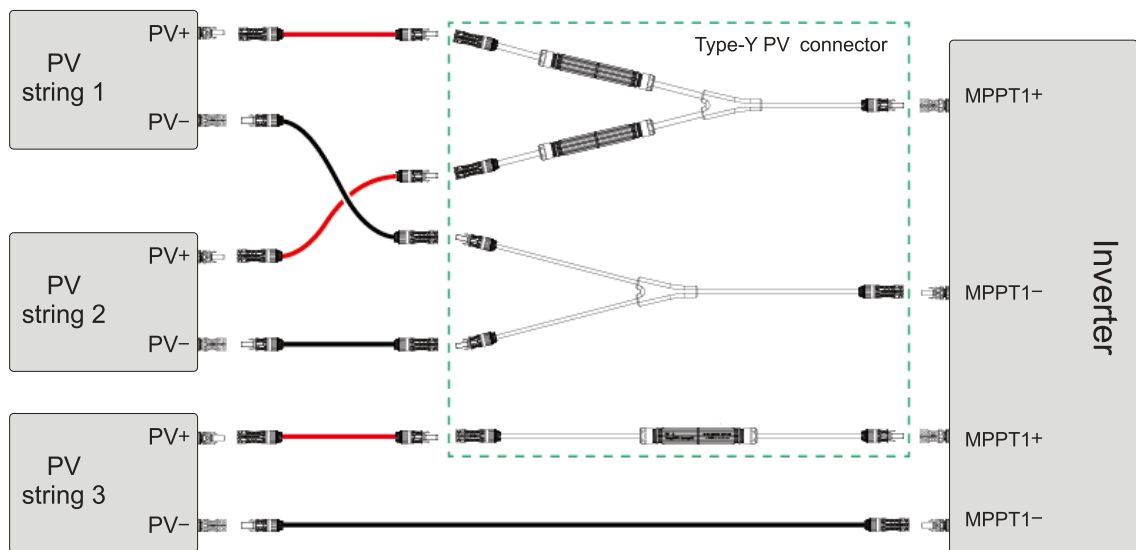 PV+
PV
string 1
PV−
Type-Y PV connector
MPPT1+
PV+
PV
string 2
PV−
MPPT1−
Inverter
PV+
PV
string 3
PV−
MPPT1+
MPPT1−